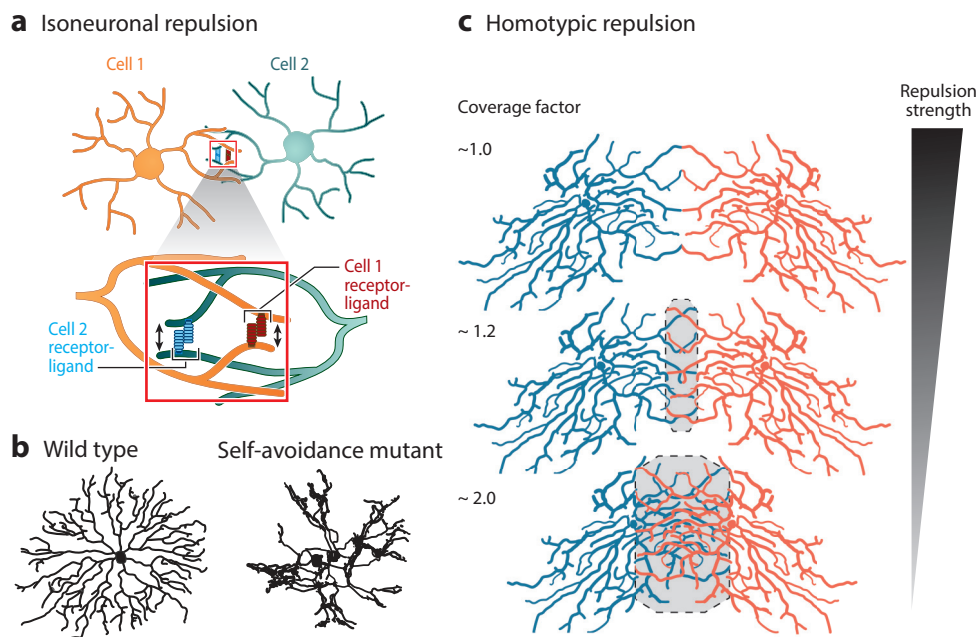 a Isoneuronal repulsion
Cell 1
Cell 2
Cell 1
receptor-
ligand
Cell 2
receptor-
ligand
b Wild type
Self-avoidance mutant
c Homotypic repulsion
Repulsion
strength
Coverage factor
~1.0
~ 1.2
~ 2.0